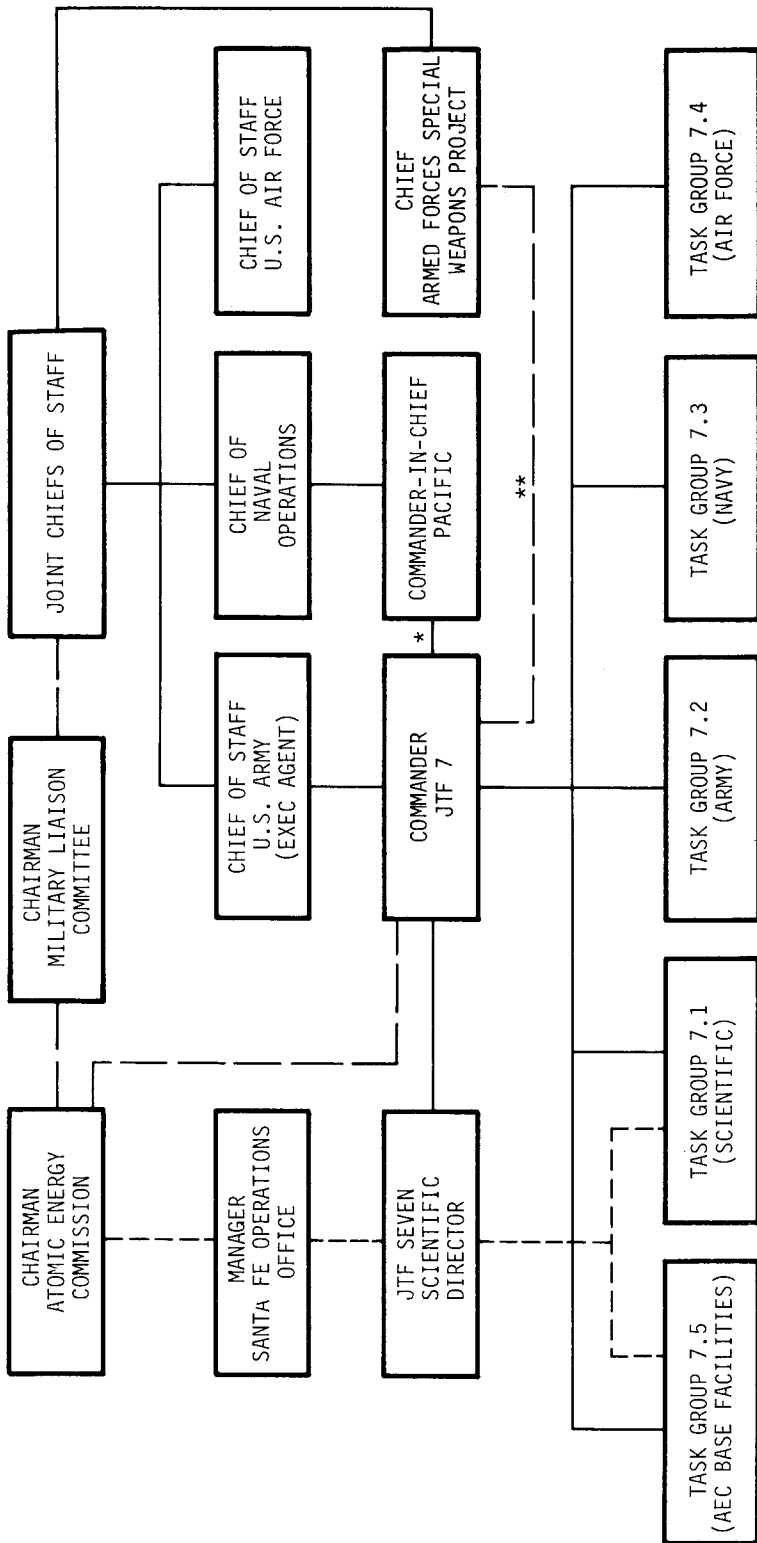 CHAIRMAN
ATOMIC ENERGY
COMMISSION
CHAIRMAN
MILITARY LIAISON
COMMITTEE
JOINT CHIEFS OF STAFF
MANAGER
SANTA FE OPERATIONS
OFFICE
CHIEF OF STAFF
U.S. ARMY
(EXEC AGENT)
CHIEF OF
NAVAL
OPERATIONS
CHIEF OF STAFF
U.S. AIR FORCE
JTF SEVEN
SCIENTIFIC
DIRECTOR
COMMANDER
JTF 7
*
COMMANDER-IN-CHIEF
PACIFIC
CHIEF
ARMED FORCES SPECIAL
WEAPONS PROJECT
**
TASK GROUP 7.5
(AEC BASE FACILITIES)
TASK GROUP 7.1
(SCIENTIFIC)
TASK GROUP 7.2
(ARMY)
TASK GROUP 7.3
(NAVY)
TASK GROUP 7.4
(AIR FORCE)